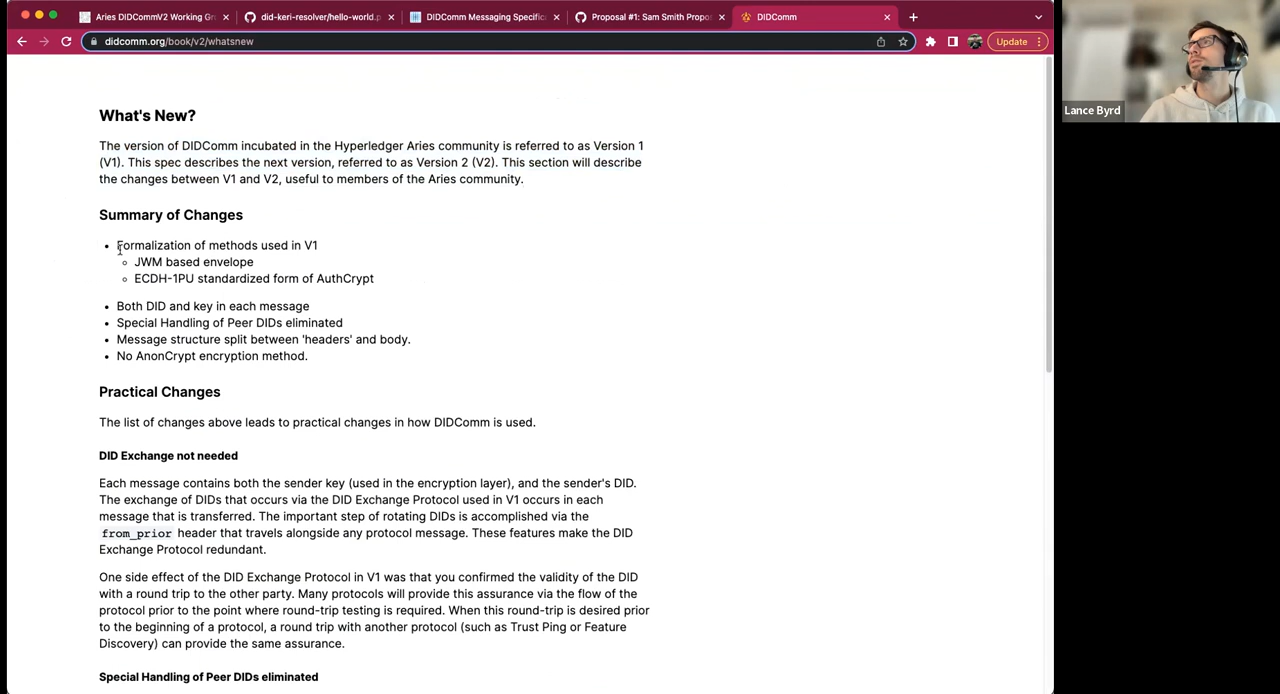 Aries DIDCommV2 Working Gr
did-keri-resolver/hello-world.p
DIDComm Messaging Specific
Proposal #1: Sam Smith Propo
DIDComm
didcomm.org/book/v2/whatsnew
Update
Lance Byrd
What's New?
The version of DIDComm incubated in the Hyperledger Aries community is referred to as Version 1
(V1). This spec describes the next version, referred to as Version 2 (V2). This section will describe
the changes between V1 and V2, useful to members of the Aries community.
Summary of Changes
Formalization of methods used in V1
JWM based envelope
ECDH-1PU standardized form of AuthCrypt
Both DID and key in each message
Special Handling of Peer DIDs eliminated
Message structure split between 'headers' and body.
No AnonCrypt encryption method.
Practical Changes
The list of changes above leads to practical changes in how DIDComm is used.
DID Exchange not needed
Each message contains both the sender key (used in the encryption layer), and the sender's DID.
The exchange of DIDs that occurs via the DID Exchange Protocol used in V1 occurs in each
message that is transferred. The important step of rotating DIDs is accomplished via the
from_prior header that travels alongside any protocol message. These features make the DID
Exchange Protocol redundant.
One side effect of the DID Exchange Protocol in V1 was that you confirmed the validity of the DID
with a round trip to the other party. Many protocols will provide this assurance via the flow of the
protocol prior to the point where round-trip testing is required. When this round-trip is desired prior
to the beginning of a protocol, a round trip with another protocol (such as Trust Ping or Feature
Discovery) can provide the same assurance.
Special Handling of Peer DIDs eliminated